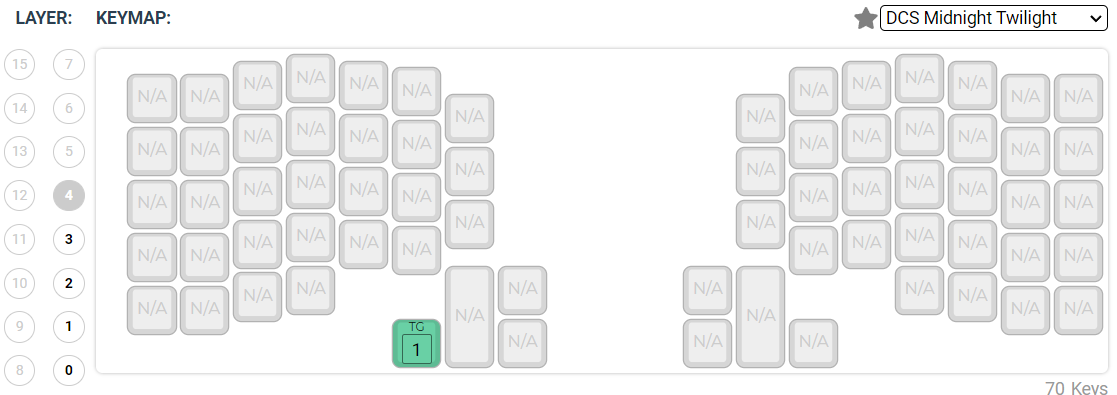 LAYER: KEYMAP: DCS Midnight Twilight
15 7
14 6
13 5
12 4
11 3
10 2
9 1
8 0
N/A N/A N/A N/A N/A N/A N/A N/A N/A N/A N/A N/A N/A N/A
N/A N/A N/A N/A N/A N/A N/A N/A N/A N/A N/A N/A N/A N/A
N/A N/A N/A N/A N/A N/A N/A N/A N/A N/A N/A N/A N/A N/A
N/A N/A N/A N/A N/A N/A N/A N/A N/A N/A N/A N/A
N/A N/A N/A N/A N/A N/A N/A N/A N/A N/A
N/A N/A
TG
1 N/A N/A N/A
70 Keys